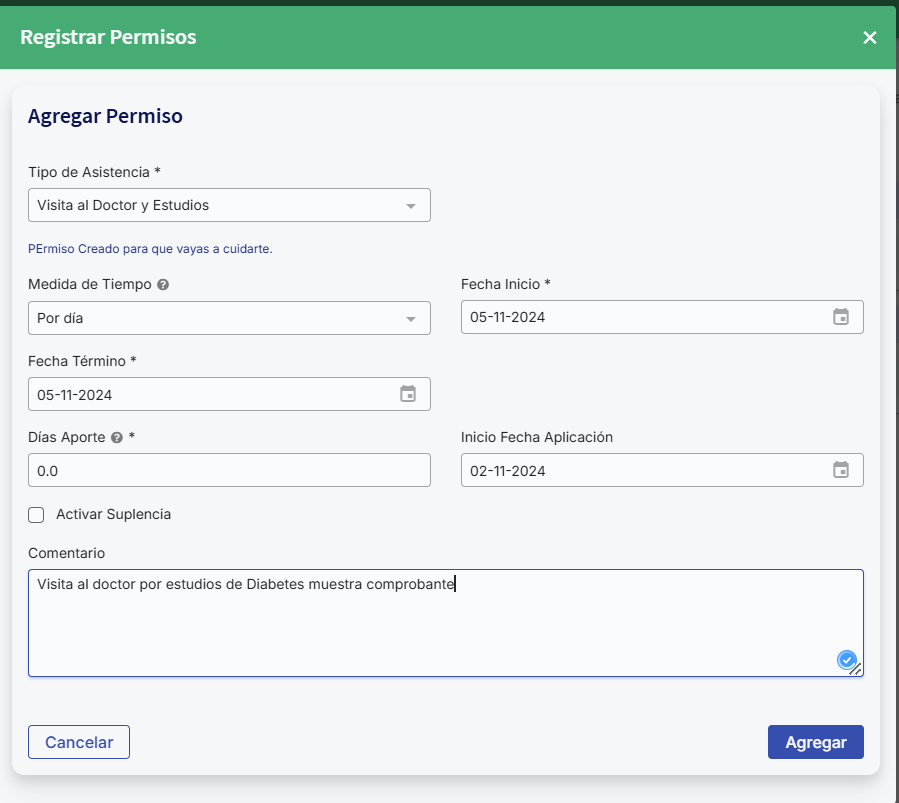 Registrar Permisos
Agregar Permiso
Tipo de Asistencia *
Visita al Doctor y Estudios
PErmiso Creado para que vayas a cuidarte.
Medida de Tiempo
Fecha Inicio *
Por día
05-11-2024
Fecha Término *
05-11-2024
Días Aporte *
Inicio Fecha Aplicación
0.0
02-11-2024
Activar Suplencia
Comentario
Visita al doctor por estudios de Diabetes muestra comprobante
Cancelar
Agregar